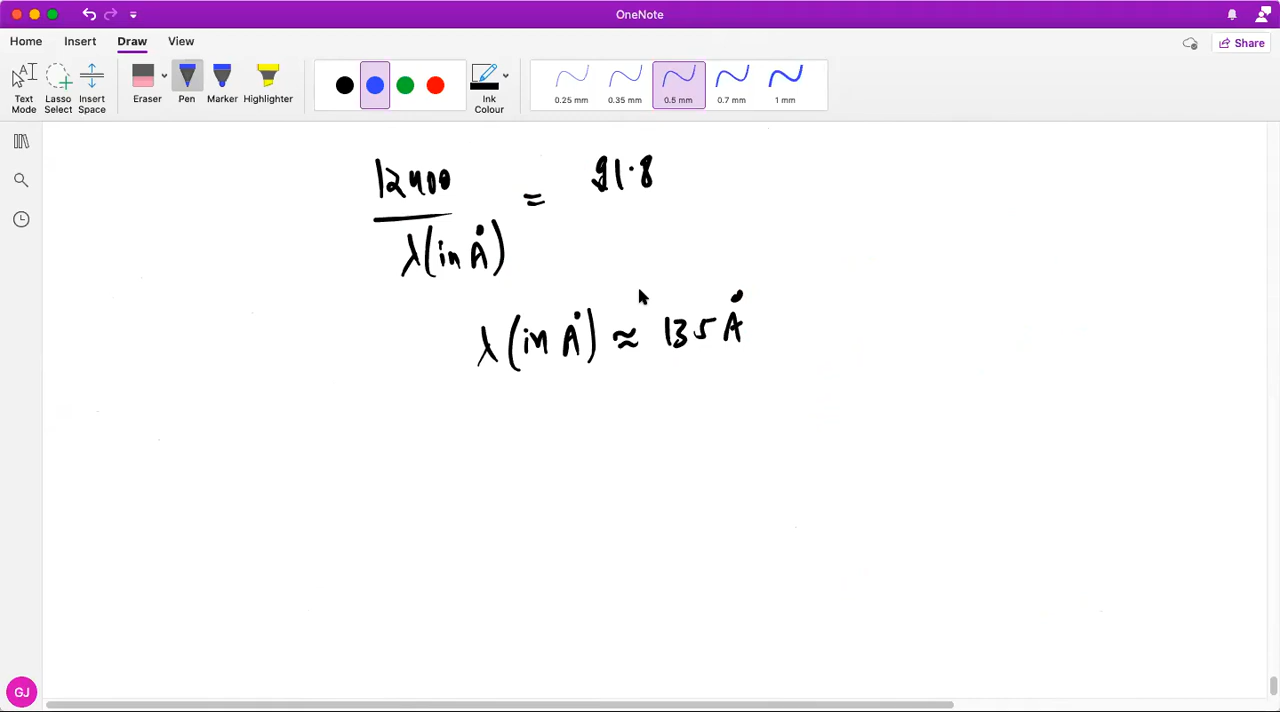 OneNote
Home Insert Draw View
Share
Text Mode
Lasso Select
Insert Space
Eraser
Pen
Marker
Highlighter
Ink Colour
0.25 mm
0.35 mm
0.5 mm
0.7 mm
1 mm
12400
= 91.8
λ(in Å)
λ(in Å) ≈ 135 Å
GJ